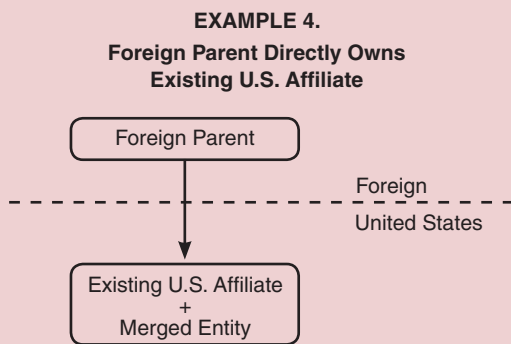 EXAMPLE 4.
Foreign Parent Directly Owns
Existing U.S. Affiliate
Foreign Parent
Foreign
United States
Existing U.S. Affiliate
+
Merged Entity